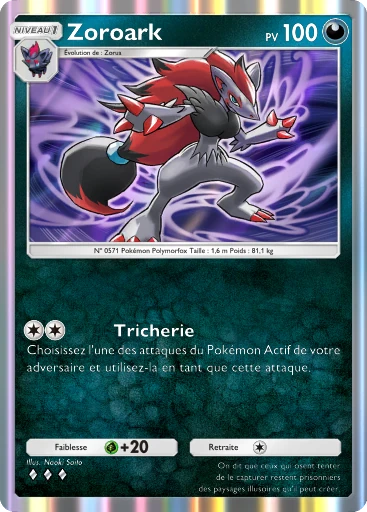 NIVEAU 1
Zoroark
PV 100
Évolution de : Zorua
N° 0571 Pokémon Polymorfox Taille : 1,6 m Poids : 81,1 kg
Tricherie
Choisissez l'une des attaques du Pokémon Actif de votre
adversaire et utilisez-la en tant que cette attaque.
Faiblesse +20
Retraite
Illus. Naoki Saito
On dit que ceux qui osent tenter
de le capturer restent prisonniers
des paysages illusoires qu'il peut créer.